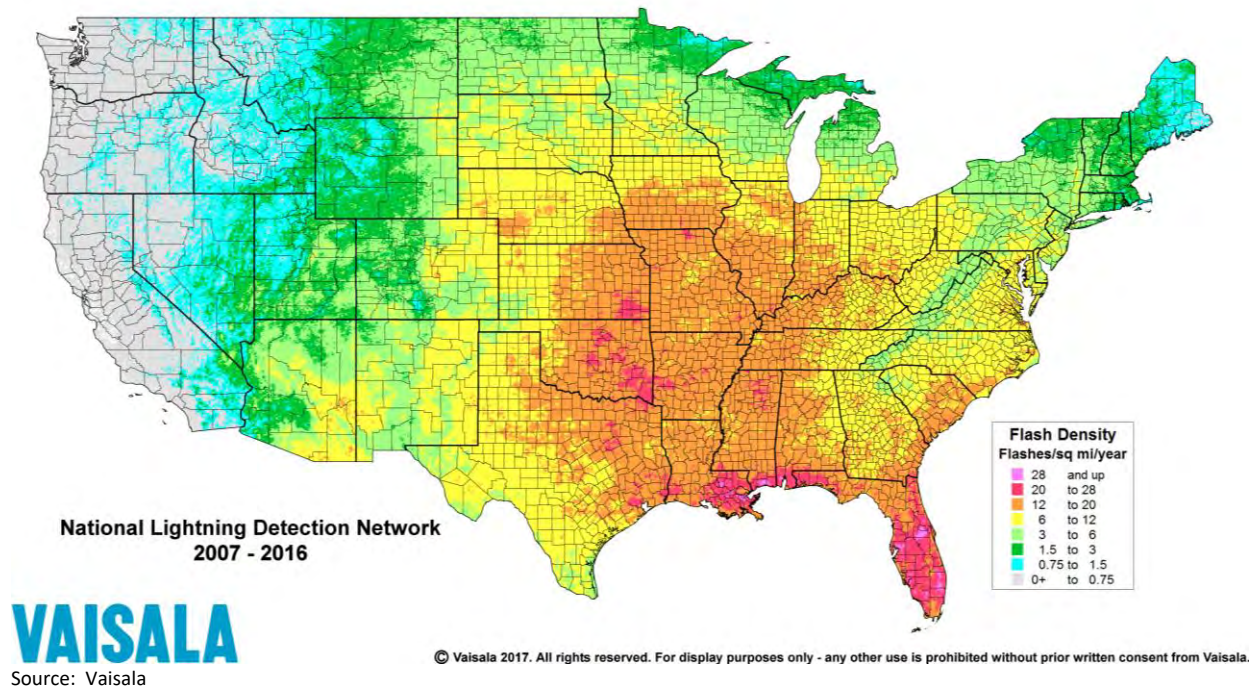 Flash Density
Flashes/sq mi/year
28 and up
20 to 28
12 to 20
6 to 12
3 to 6
1.5 to 3
0.75 to 1.5
0+ to 0.75
National Lightning Detection Network
2007 - 2016
VAISALA
© Vaisala 2017. All rights reserved. For display purposes only - any other use is prohibited without prior written consent from Vaisala.
Source: Vaisala